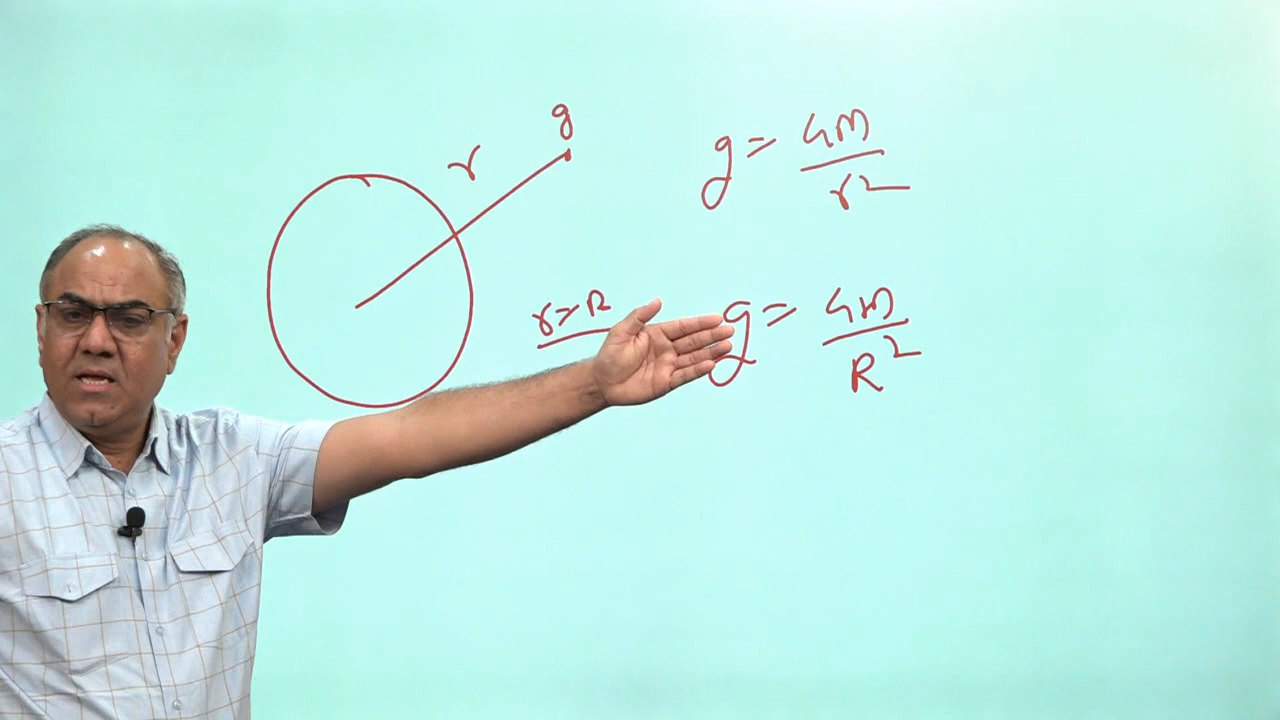 g
r
g = GM/r²
r = R
g = GM/R²